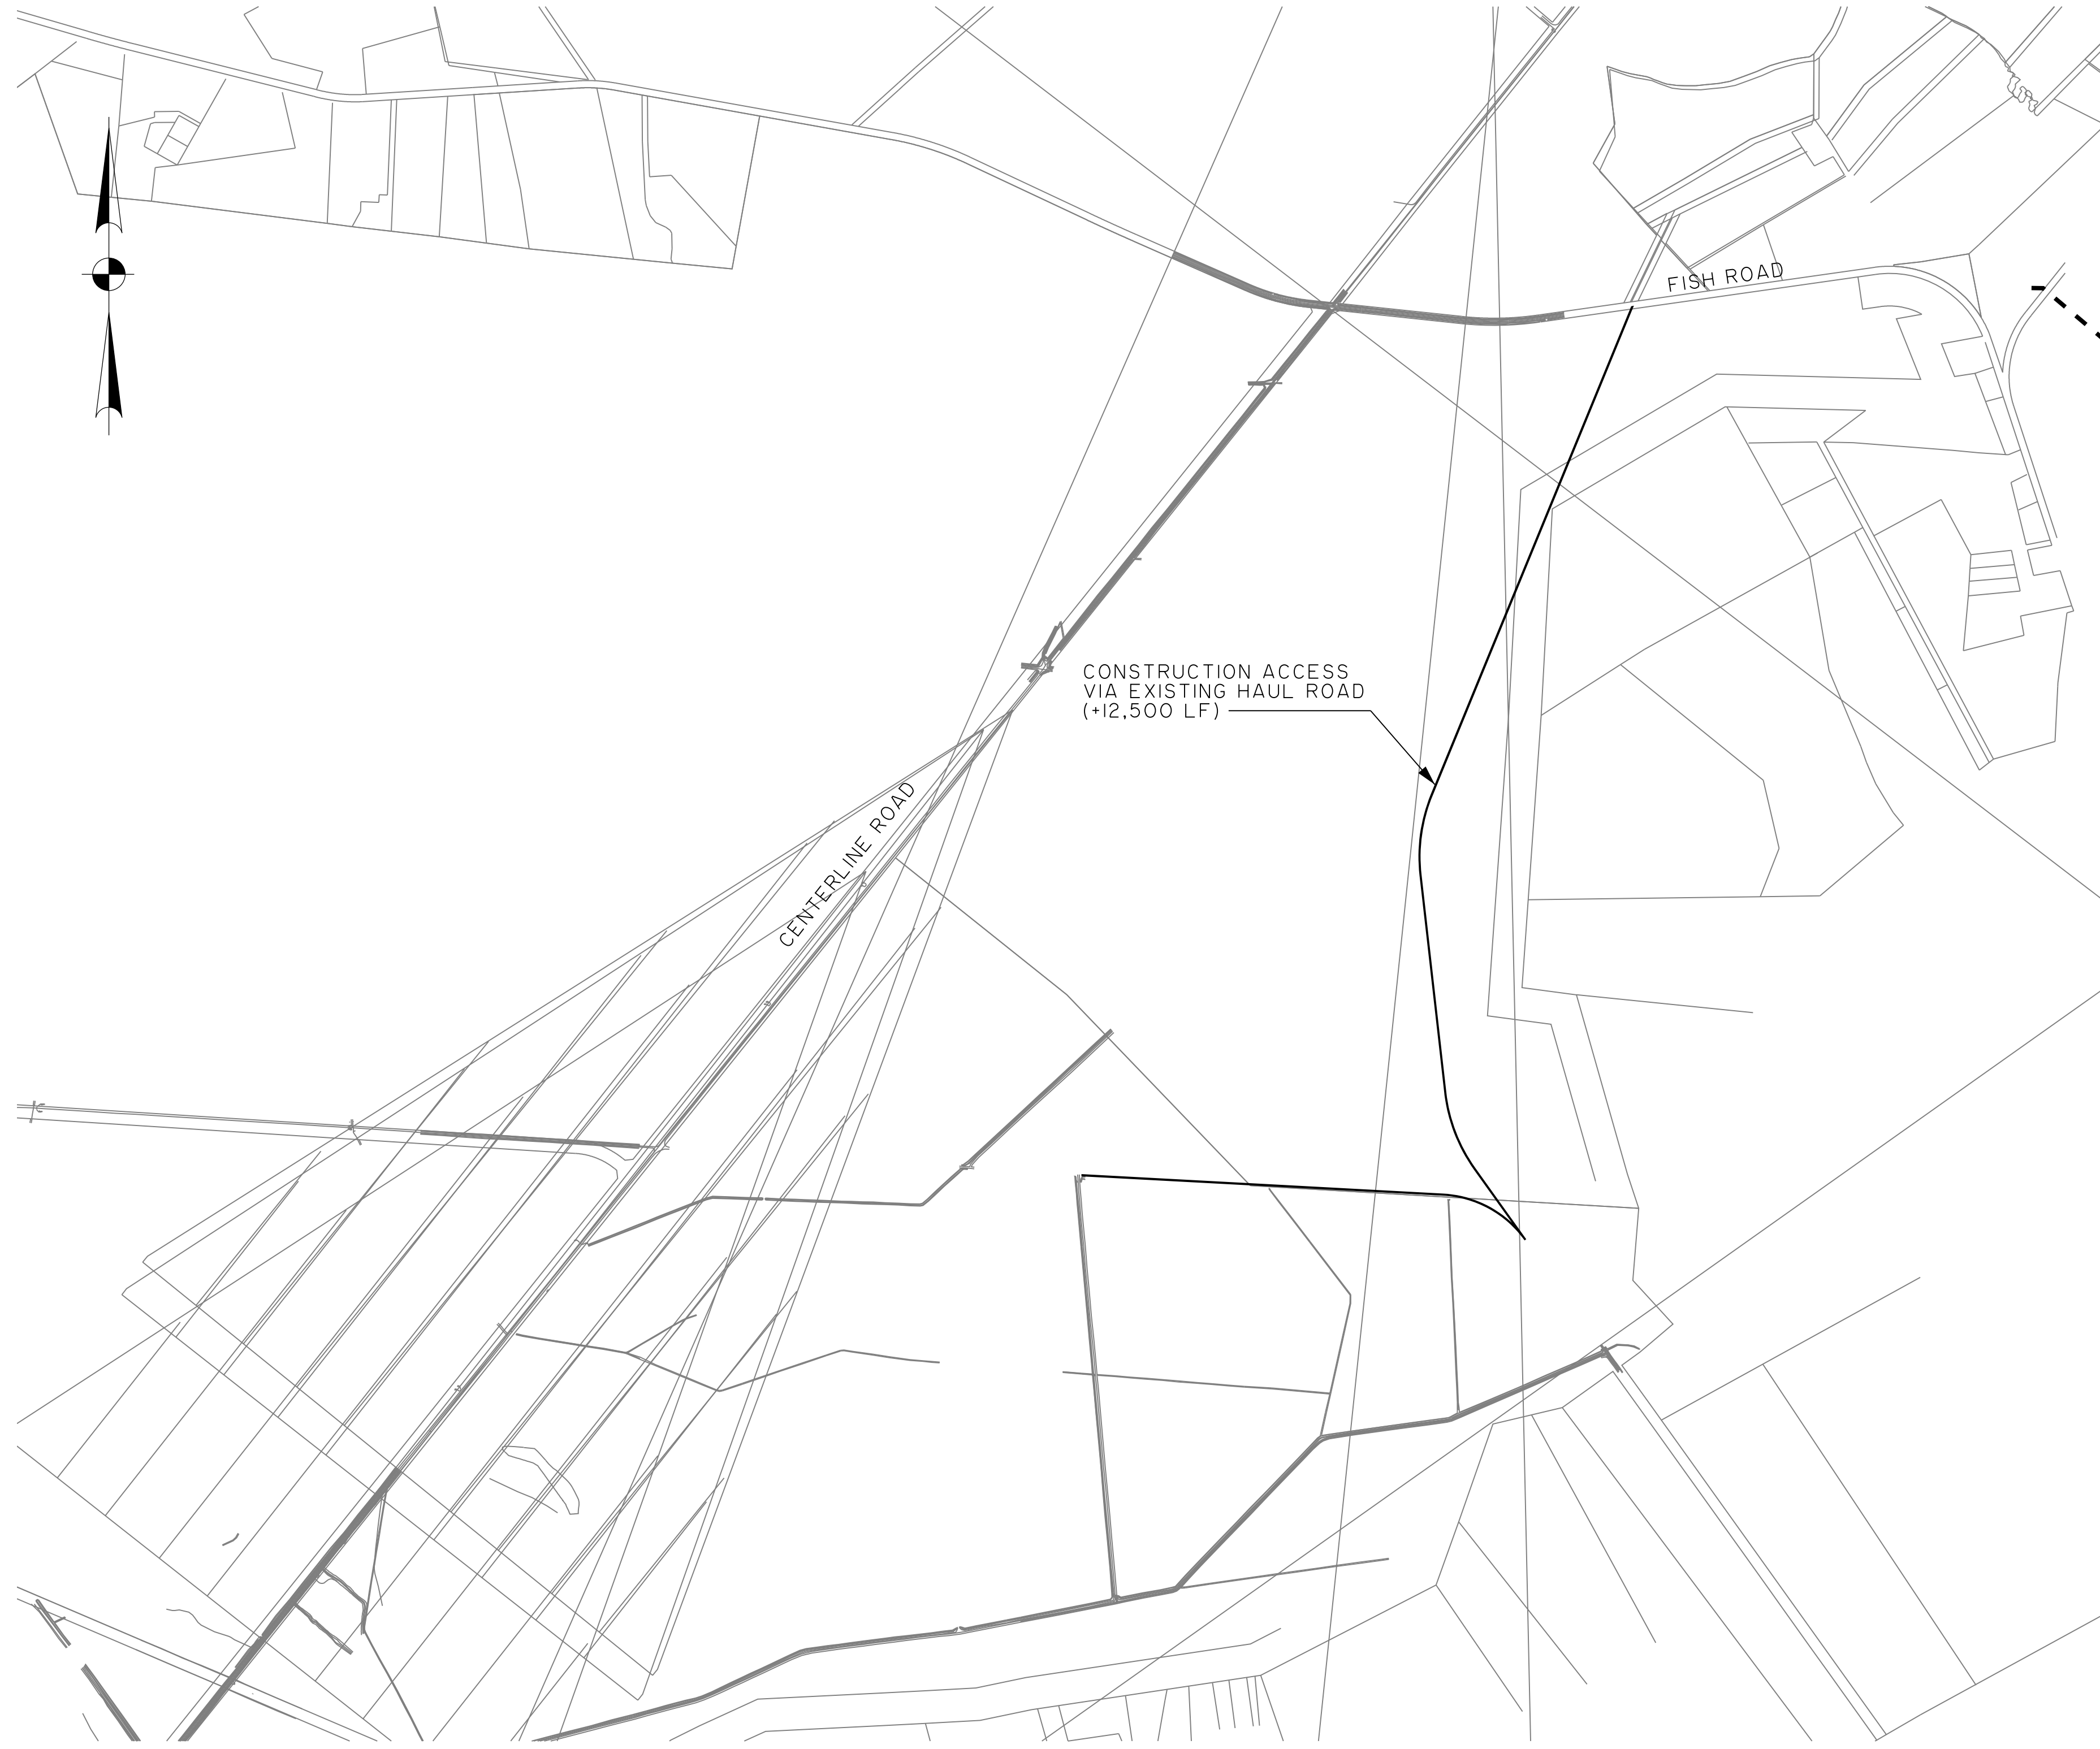 FISH ROAD
CONSTRUCTION ACCESS
VIA EXISTING HAUL ROAD
(+12,500 LF)
CENTERLINE ROAD